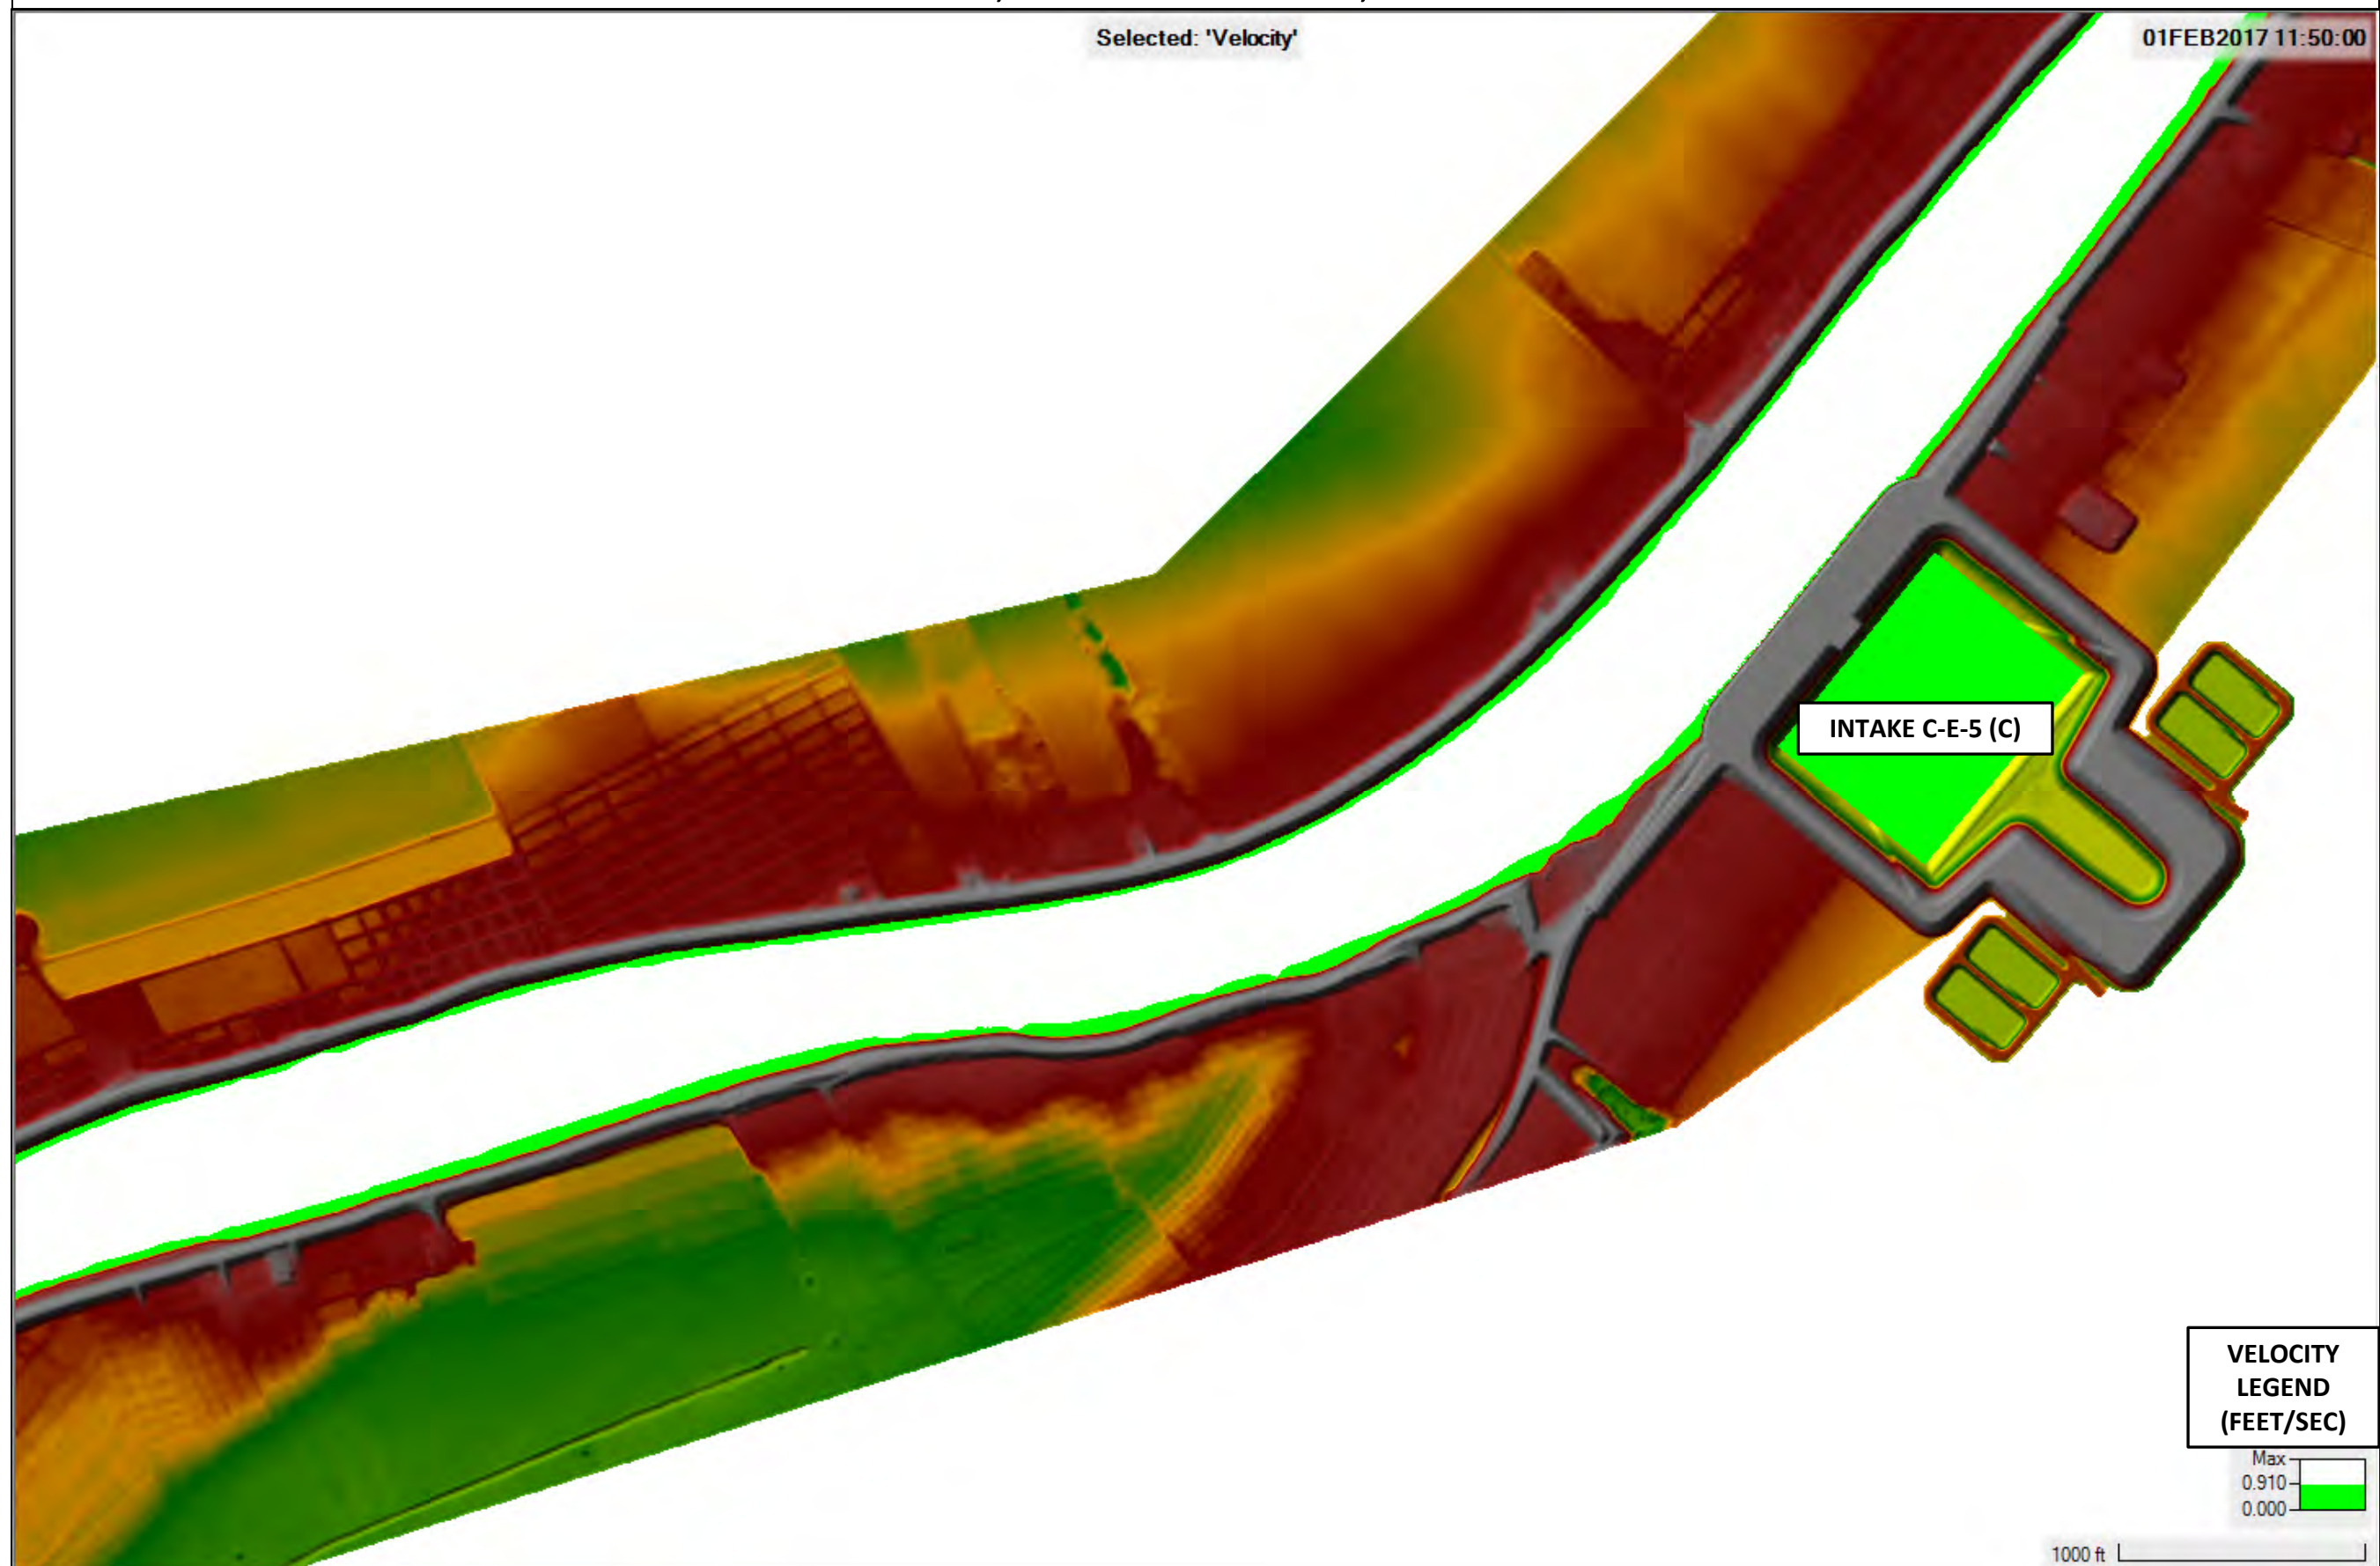 Selected: 'Velocity'
01FEB2017 11:50:00
INTAKE C-E-5 (C)
VELOCITY
LEGEND
(FEET/SEC)
Max
0.910
0.000
1000 ft